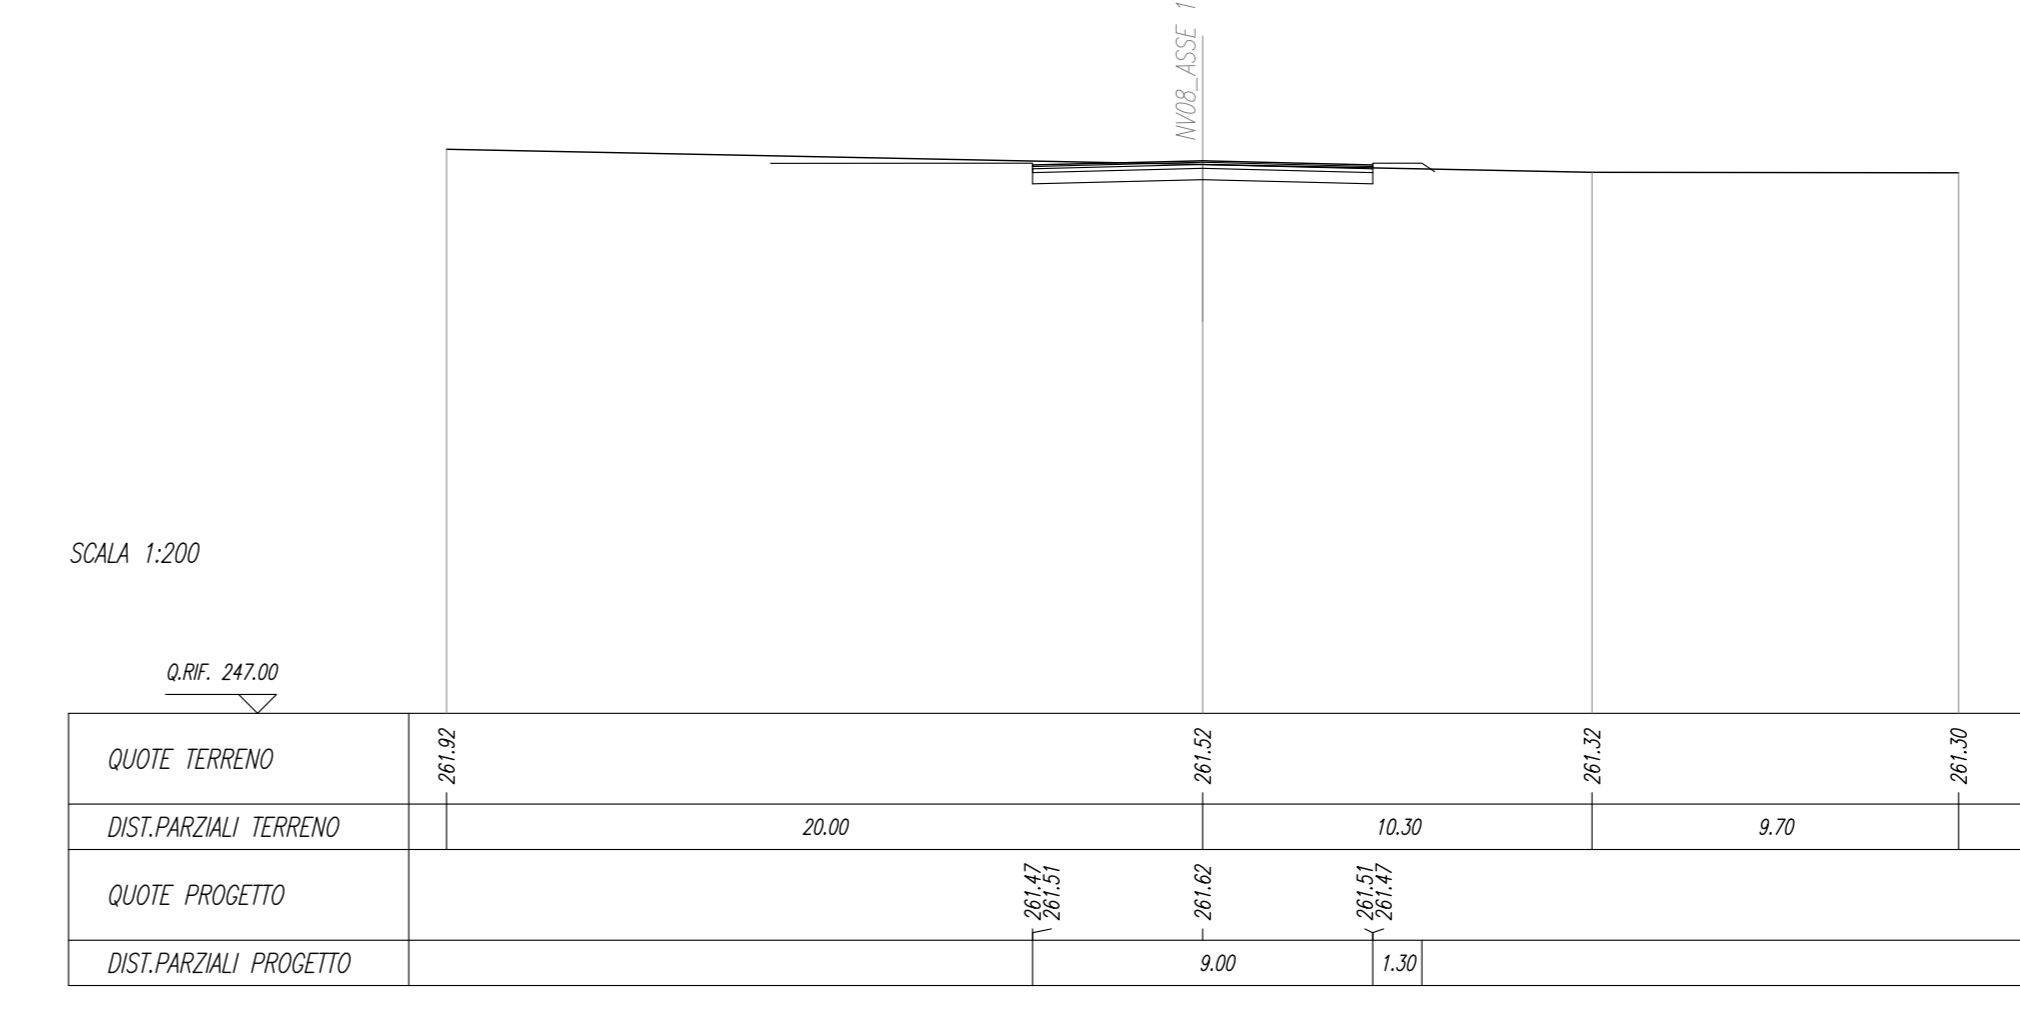 NV08_ASSE 1
SCALA 1:200
Q.RIF. 247.00
QUOTE TERRENO 261.92 261.52 261.32 261.30
DIST.PARZIALI TERRENO 20.00 10.30 9.70
QUOTE PROGETTO 261.47 261.51 261.62 261.51 261.47
DIST.PARZIALI PROGETTO 9.00 1.30